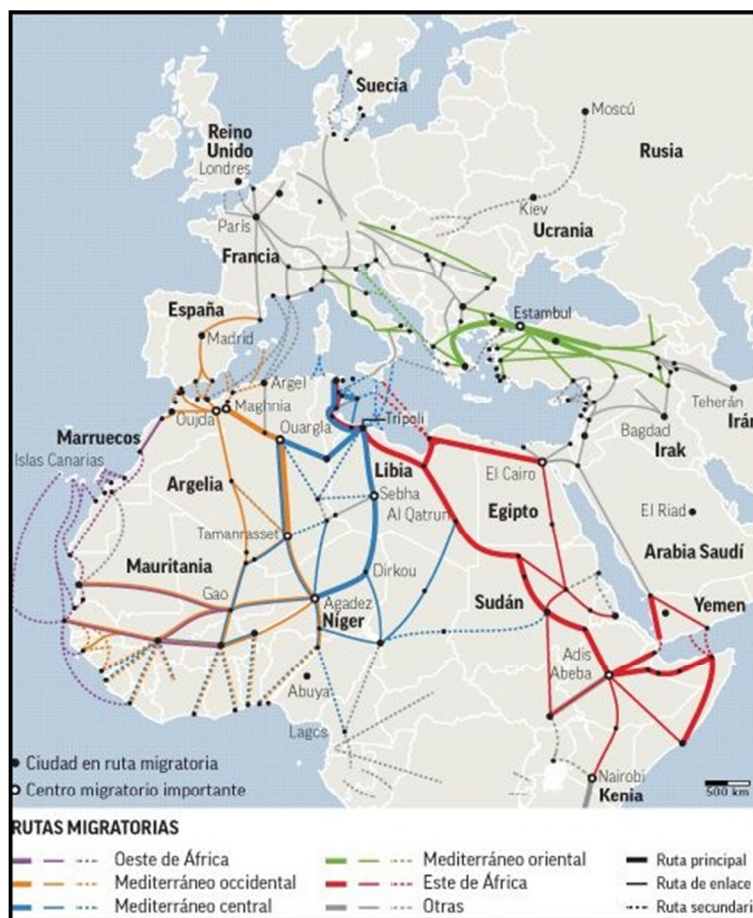 Suecia
Moscú
Reino
Unido
Londres
Rusia
Kiev
París
Ucrania
Francia
España
Estambul
Madrid
Argel
Teherán
Maghnia
Oujda
Ouargla
Trípoli
Bagdad
Irán
Marruecos
Irak
Islas Canarias
Libia
El Cairo
Argelia
Sebha
Al Qatrun
Egipto
El Riad
Tamanrasset
Arabia Saudí
Mauritania
Dirkou
Gao
Agadez
Sudán
Yemen
Níger
Adis
Abeba
Abuya
Lagos
Ciudad en ruta migratoria
Nairobi
Centro migratorio importante
Kenia
500 km
RUTAS MIGRATORIAS
Oeste de África Mediterráneo oriental Ruta principal
Mediterráneo occidental Este de África Ruta de enlace
Mediterráneo central Otras Ruta secundari